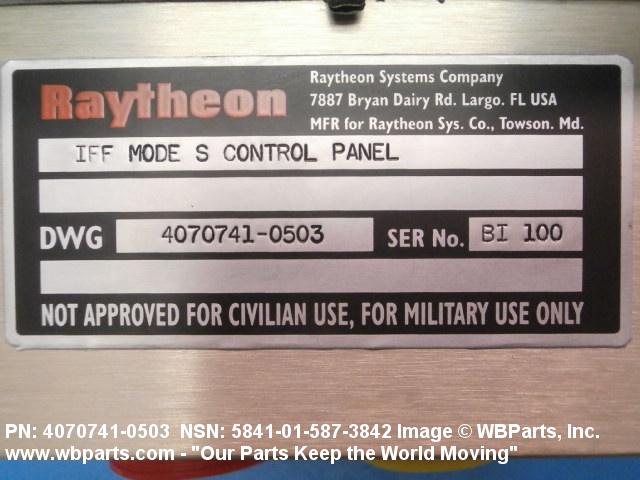 Raytheon
Raytheon Systems Company
7887 Bryan Dairy Rd. Largo. FL USA
MFR for Raytheon Sys. Co., Towson. Md.
IFF MODE S CONTROL PANEL
DWG 4070741-0503 SER No. BI 100
NOT APPROVED FOR CIVILIAN USE, FOR MILITARY USE ONLY
PN: 4070741-0503 NSN: 5841-01-587-3842 Image © WBParts, Inc.
www.wbparts.com - "Our Parts Keep the World Moving"